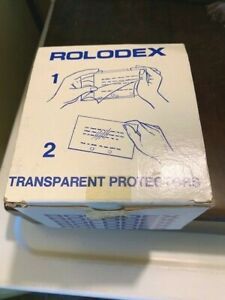 ROLODEX
1
2
TRANSPARENT PROTECTORS